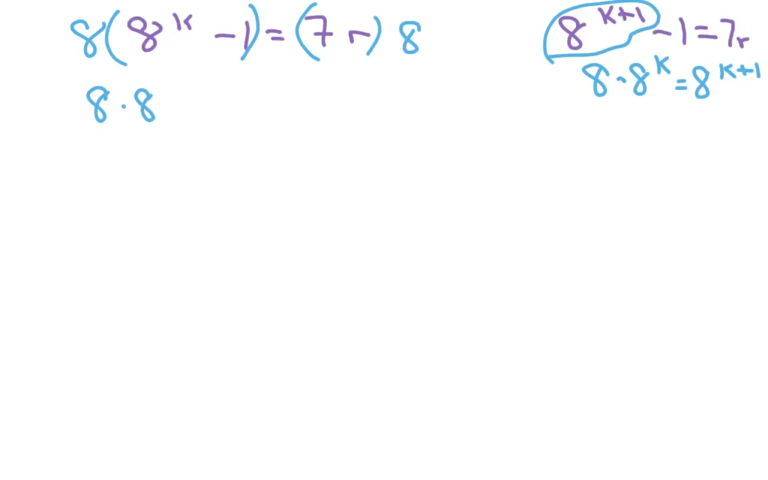 8(8^k - 1) = (7r) 8
8 · 8
8^{k+1} - 1 = 7r
8 · 8^k = 8^{k+1}